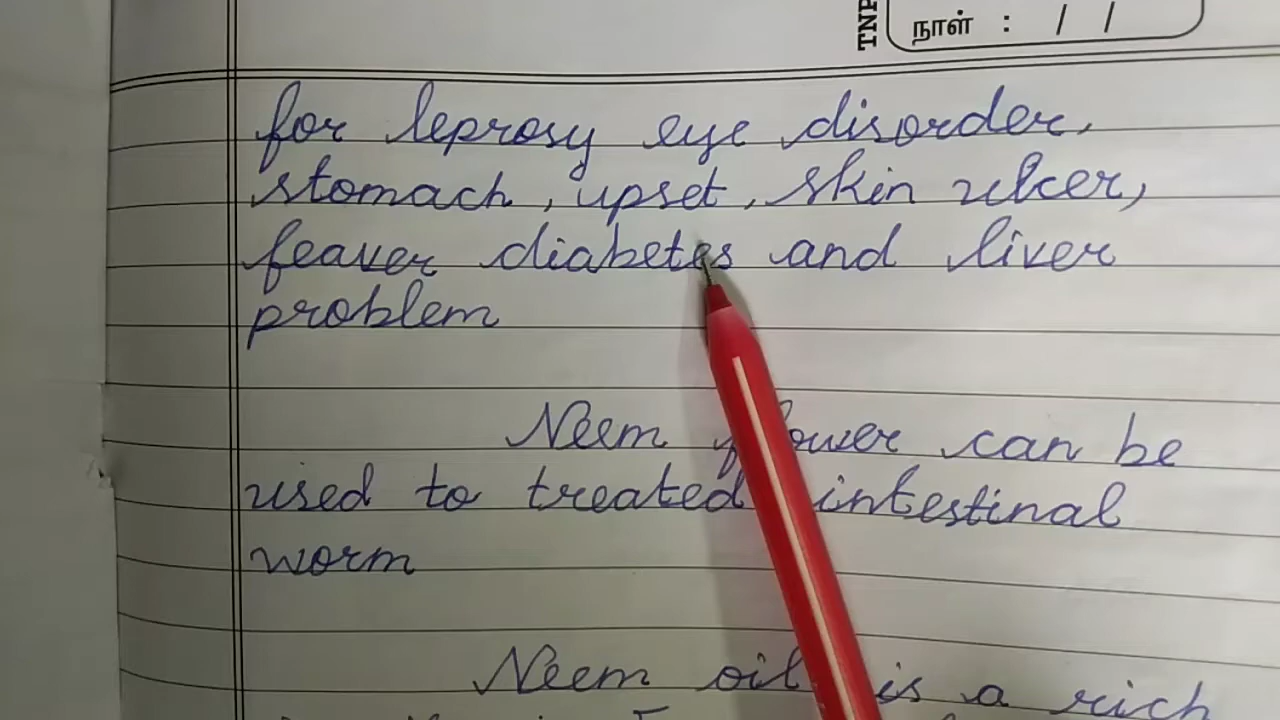 TNP
நாள் : / /
for leprosy eye disorder,
stomach, upset, skin ulcer,
feaver diabetes and liver
problem
Neem flower can be
used to treated intestinal
worm
Neem oil is a rich